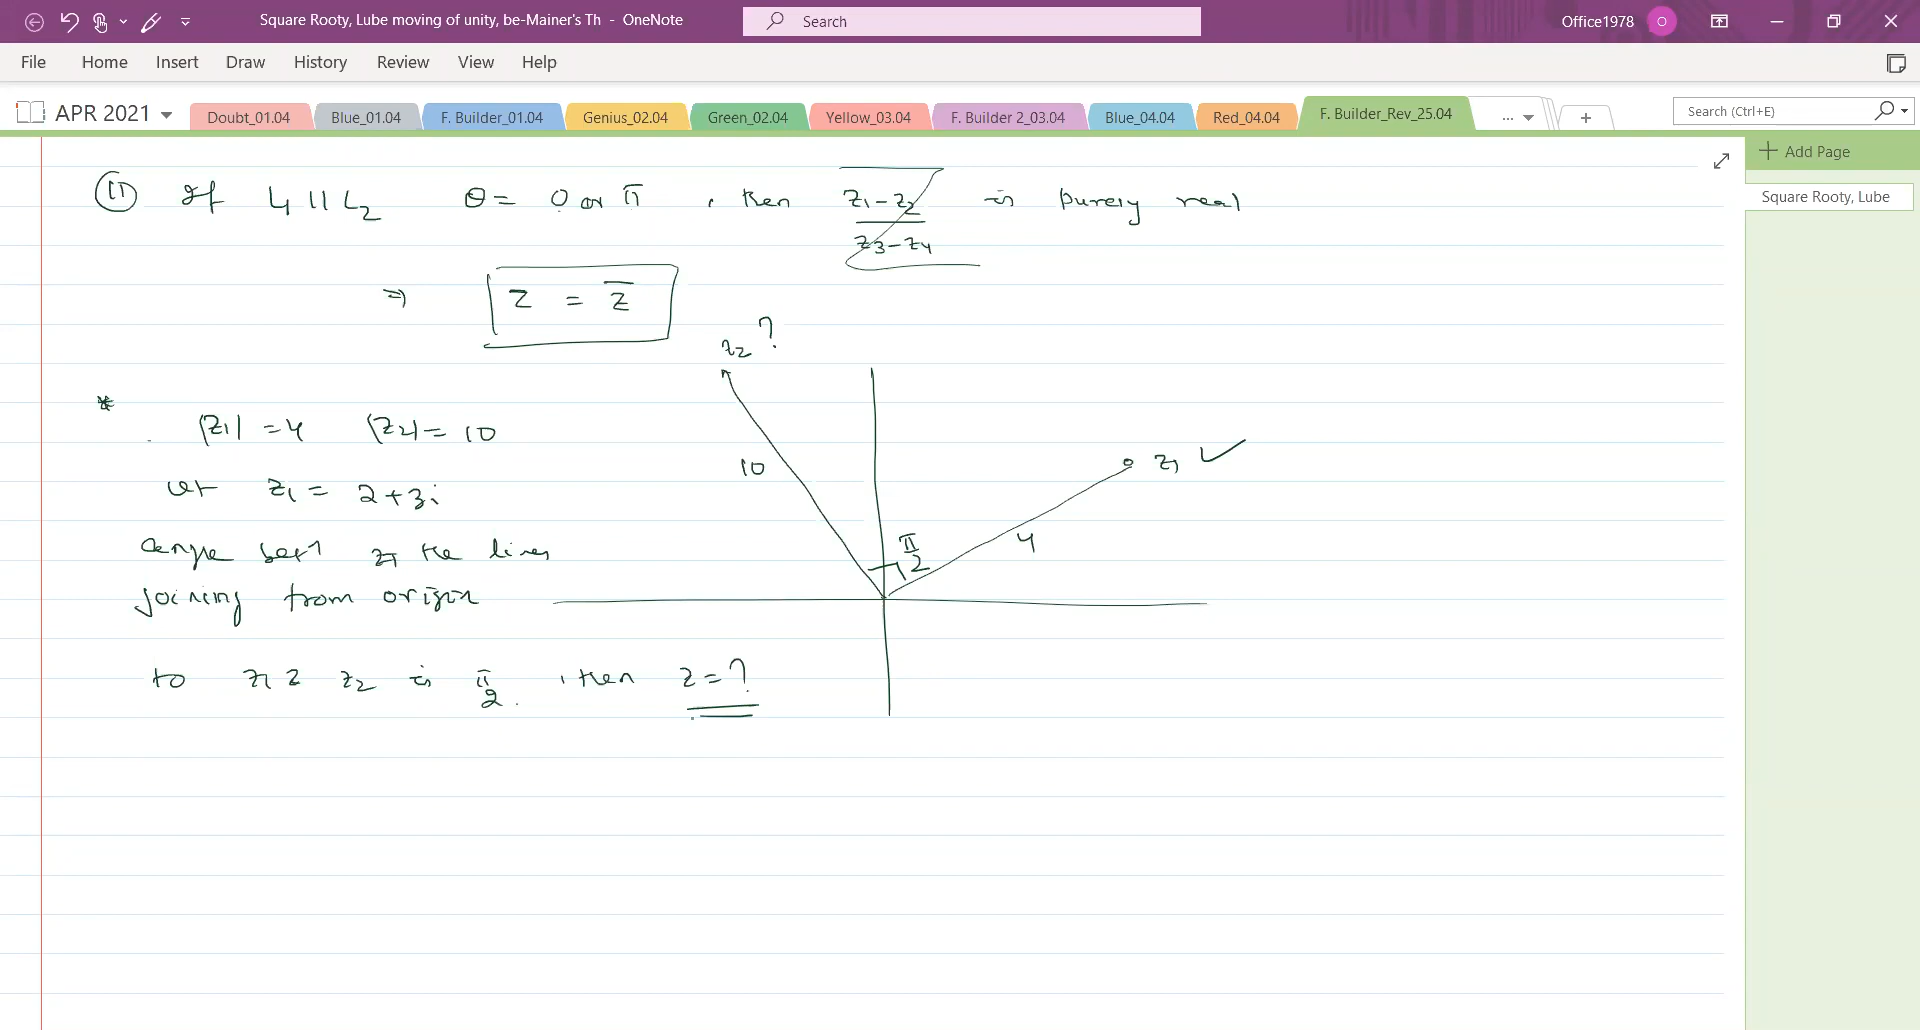 Square Rooty, Lube moving of unity, be-Mainer's Th - OneNote
Search
Office1978
O
File Home Insert Draw History Review View Help
APR 2021
Doubt_01.04 Blue_01.04 F. Builder_01.04 Genius_02.04 Green_02.04 Yellow_03.04 F. Builder 2_03.04 Blue_04.04 Red_04.04 F. Builder_Rev_25.04 ... +
Search (Ctrl+E)
Add Page
Square Rooty, Lube
(II) If L1 || L2 θ = 0 or π , then (z1 - z2)/(z3 - z4) is purely real
⇒ z = z̄
z2 ?
*
|z1| = 4 |z2| = 10
10
z1 ✓
let z1 = 2+3i
π/2
4
angle betn the lines
joining from origin
to z1 & z2 is π/2 , then z = ?